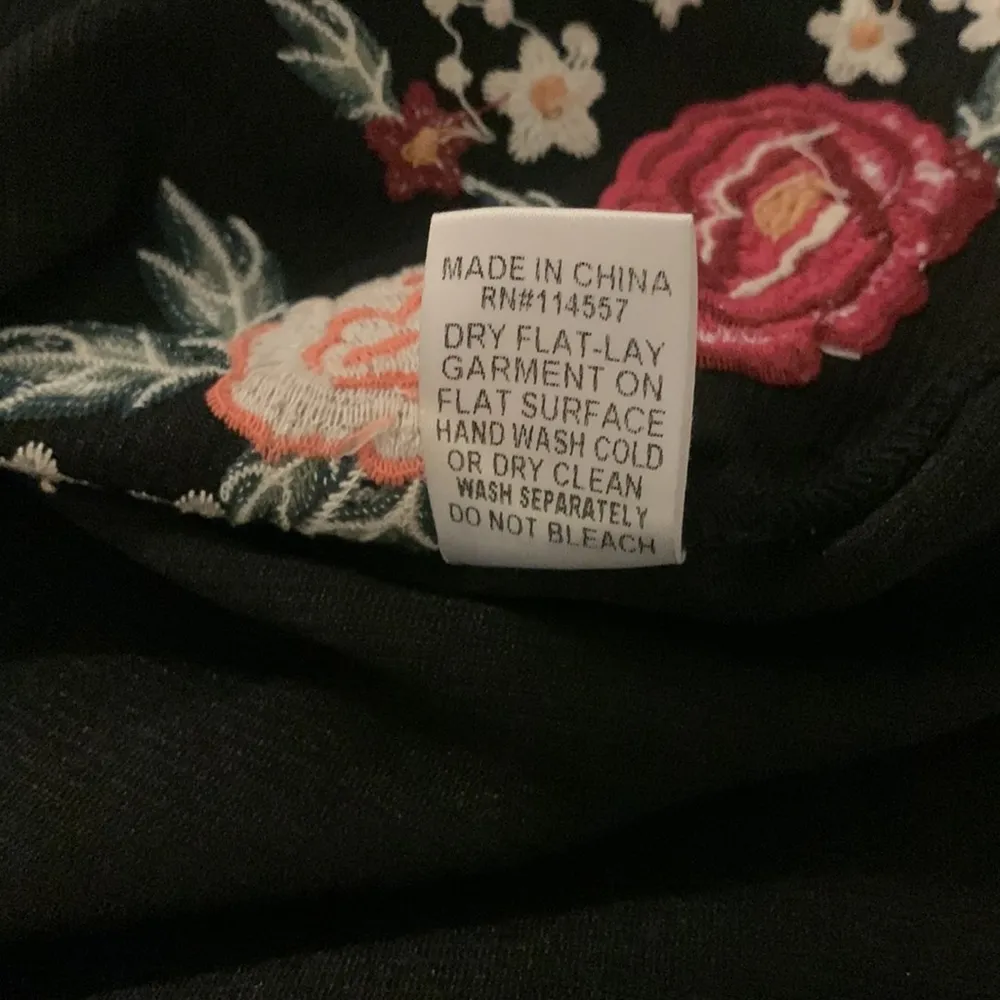 MADE IN CHINA
RN#114557
DRY FLAT-LAY
GARMENT ON
FLAT SURFACE
HAND WASH COLD
OR DRY CLEAN
WASH SEPARATELY
DO NOT BLEACH